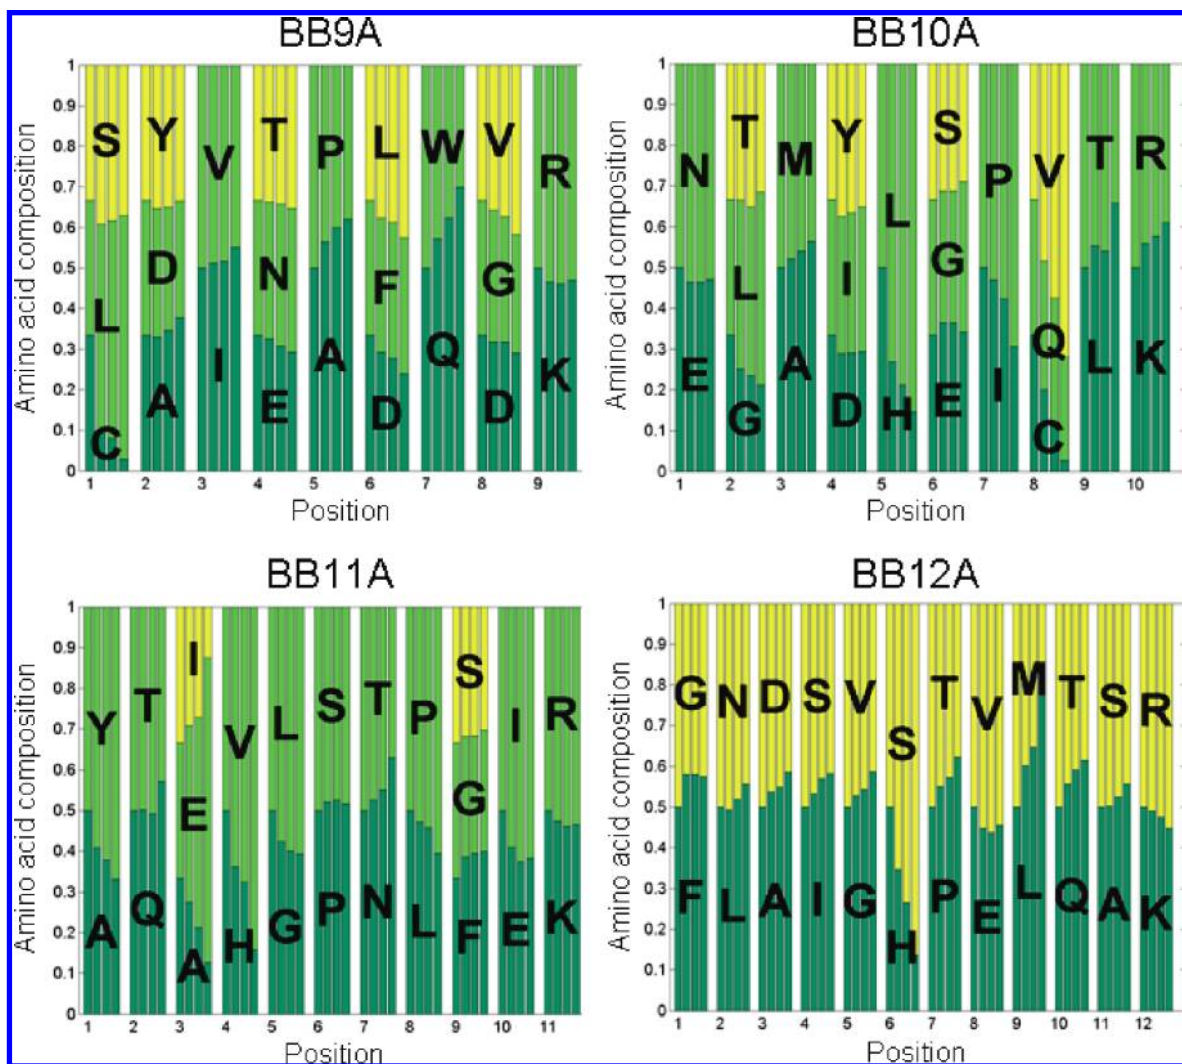 BB9A
Amino acid composition
1
0.9
0.8
0.7
0.6
0.5
0.4
0.3
0.2
0.1
0
S Y V T P L W V R
L D N F G
C A I E A D Q D K
1 2 3 4 5 6 7 8 9
Position
BB10A
Amino acid composition
1
0.9
0.8
0.7
0.6
0.5
0.4
0.3
0.2
0.1
0
N T M Y L S P V T R
L I G Q
E G A D H E I C L K
1 2 3 4 5 6 7 8 9 10
Position
BB11A
Amino acid composition
1
0.9
0.8
0.7
0.6
0.5
0.4
0.3
0.2
0.1
0
Y T I V L S T P S I R
E G
A Q A H G P N L F E K
1 2 3 4 5 6 7 8 9 10 11
Position
BB12A
Amino acid composition
1
0.9
0.8
0.7
0.6
0.5
0.4
0.3
0.2
0.1
0
G N D S V S T V M T S R
F L A I G H P E L Q A K
1 2 3 4 5 6 7 8 9 10 11 12
Position